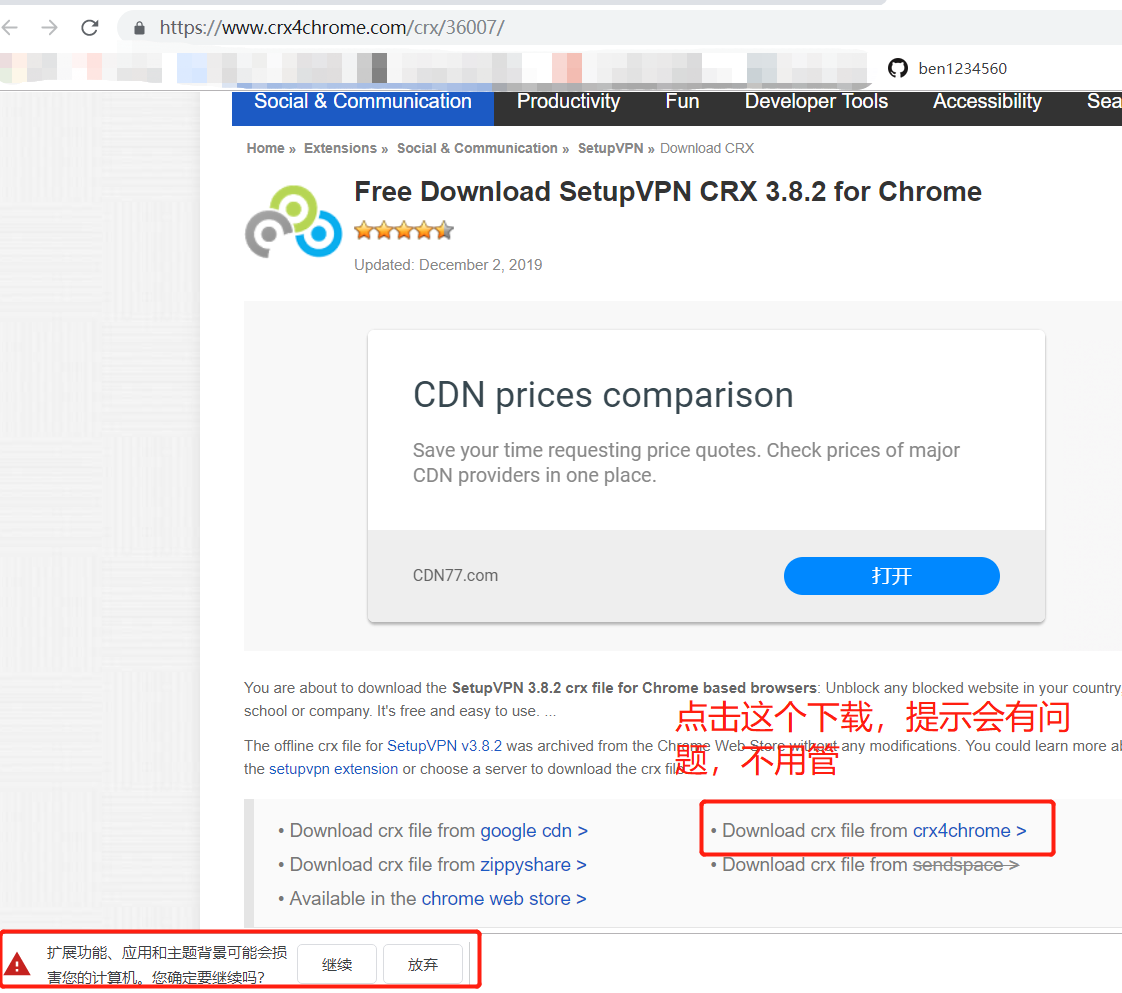 https://www.crx4chrome.com/crx/36007/
ben1234560
Social & Communication Productivity Fun Developer Tools Accessibility Sea
Home » Extensions » Social & Communication » SetupVPN » Download CRX
Free Download SetupVPN CRX 3.8.2 for Chrome
Updated: December 2, 2019
CDN prices comparison
Save your time requesting price quotes. Check prices of major
CDN providers in one place.
CDN77.com
打开
You are about to download the SetupVPN 3.8.2 crx file for Chrome based browsers: Unblock any blocked website in your country,
school or company. It's free and easy to use. ...
点击这个下载，提示会有问
题，不用管
The offline crx file for SetupVPN v3.8.2 was archived from the Chrome Web Store without any modifications. You could learn more ab
the setupvpn extension or choose a server to download the crx file
• Download crx file from google cdn >
• Download crx file from crx4chrome >
• Download crx file from zippyshare >
• Download crx file from sendspace >
• Available in the chrome web store >
扩展功能、应用和主题背景可能会损
害您的计算机。您确定要继续吗？
继续
放弃